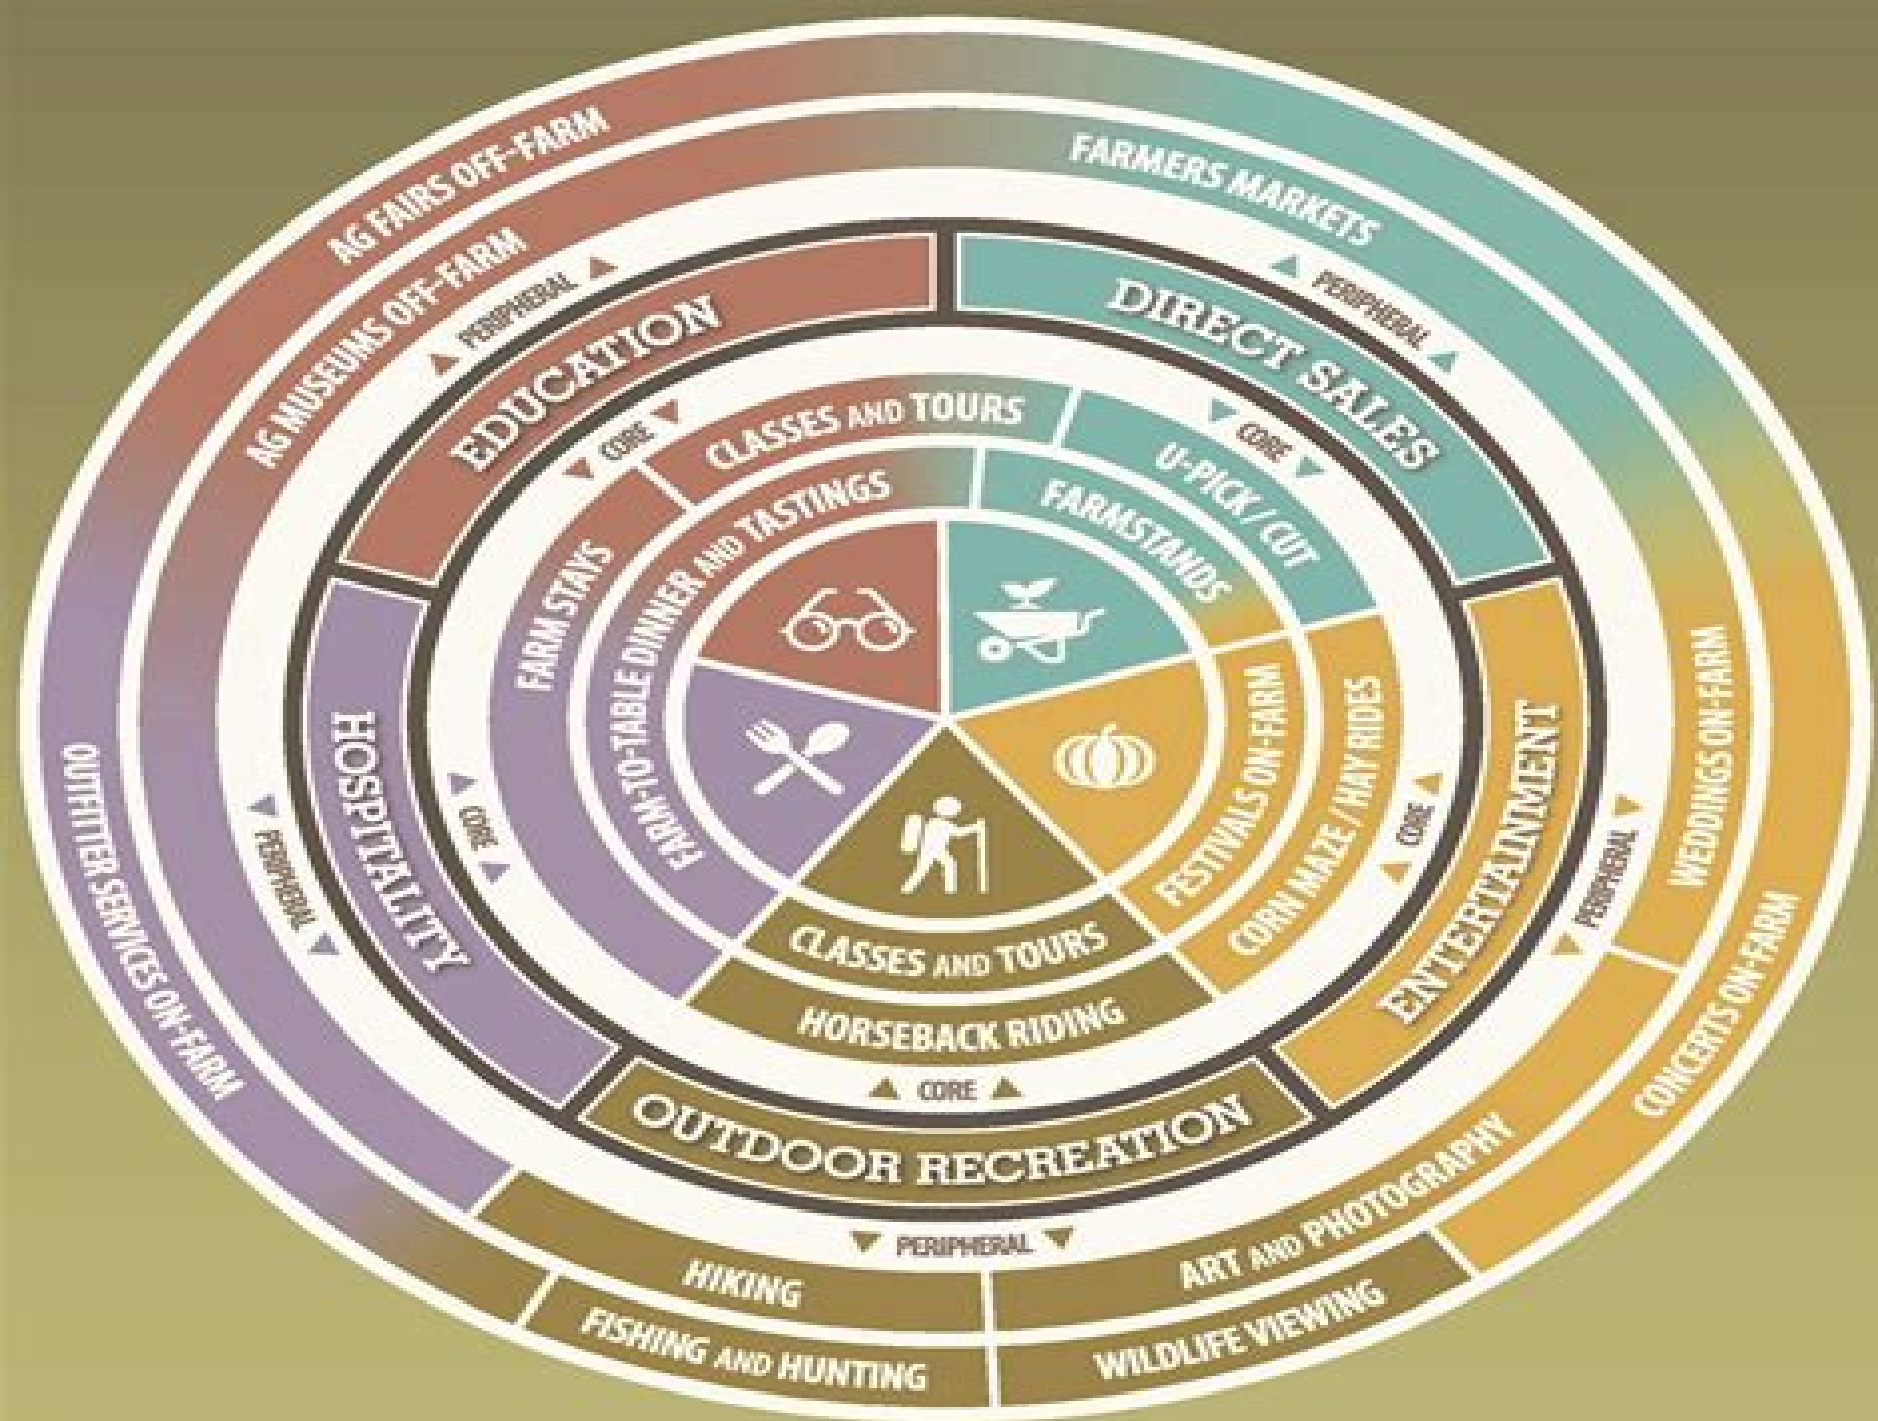 AG FAIRS OFF-FARM
FARMERS MARKETS
AG MUSEUMS OFF-FARM
PERIPHERAL
PERIPHERAL
EDUCATION
DIRECT SALES
CORE
CORE
CLASSES AND TOURS
U-PICK / CUT
FARM STAYS
FARM-TO-TABLE DINNER AND TASTINGS
FARMSTANDS
HOSPITALITY
CORE
PERIPHERAL
OUTFITTER SERVICES ON-FARM
FESTIVALS ON-FARM
CORN MAZE / HAY RIDES
CORE
ENTERTAINMENT
PERIPHERAL
WEDDINGS ON-FARM
CONCERTS ON-FARM
CLASSES AND TOURS
HORSEBACK RIDING
CORE
OUTDOOR RECREATION
PERIPHERAL
HIKING
ART AND PHOTOGRAPHY
FISHING AND HUNTING
WILDLIFE VIEWING